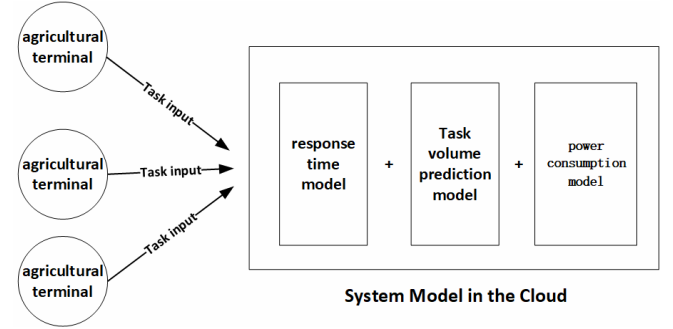 agricultural
terminal
Task input
agricultural
terminal
Task input
agricultural
terminal
Task input
response
time
model
+
Task
volume
prediction
model
+
power
consumption
model
System Model in the Cloud